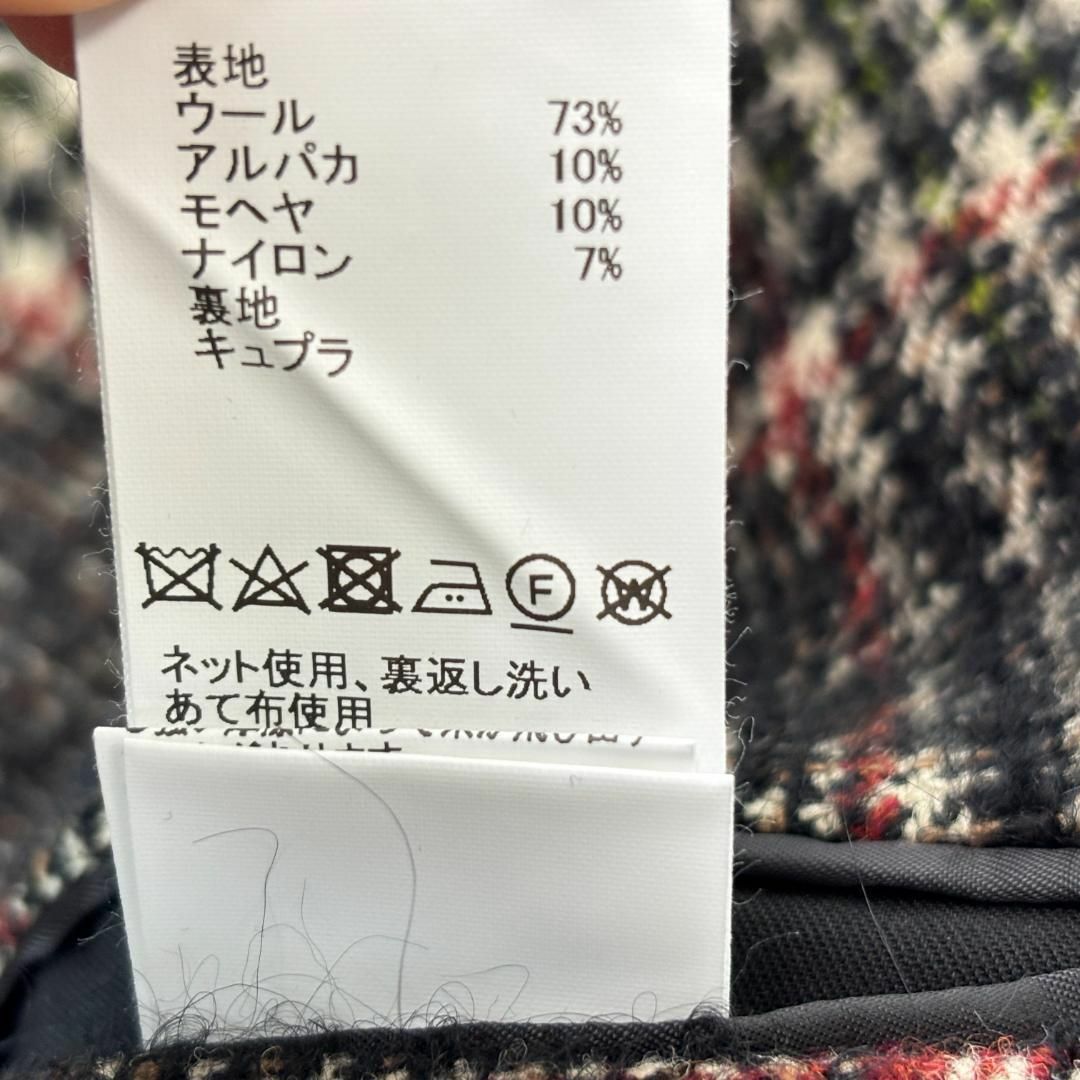 表地
ウール 73%
アルパカ 10%
モヘヤ 10%
ナイロン 7%
裏地
キュプラ
F
W
ネット使用、裏返し洗い
あて布使用